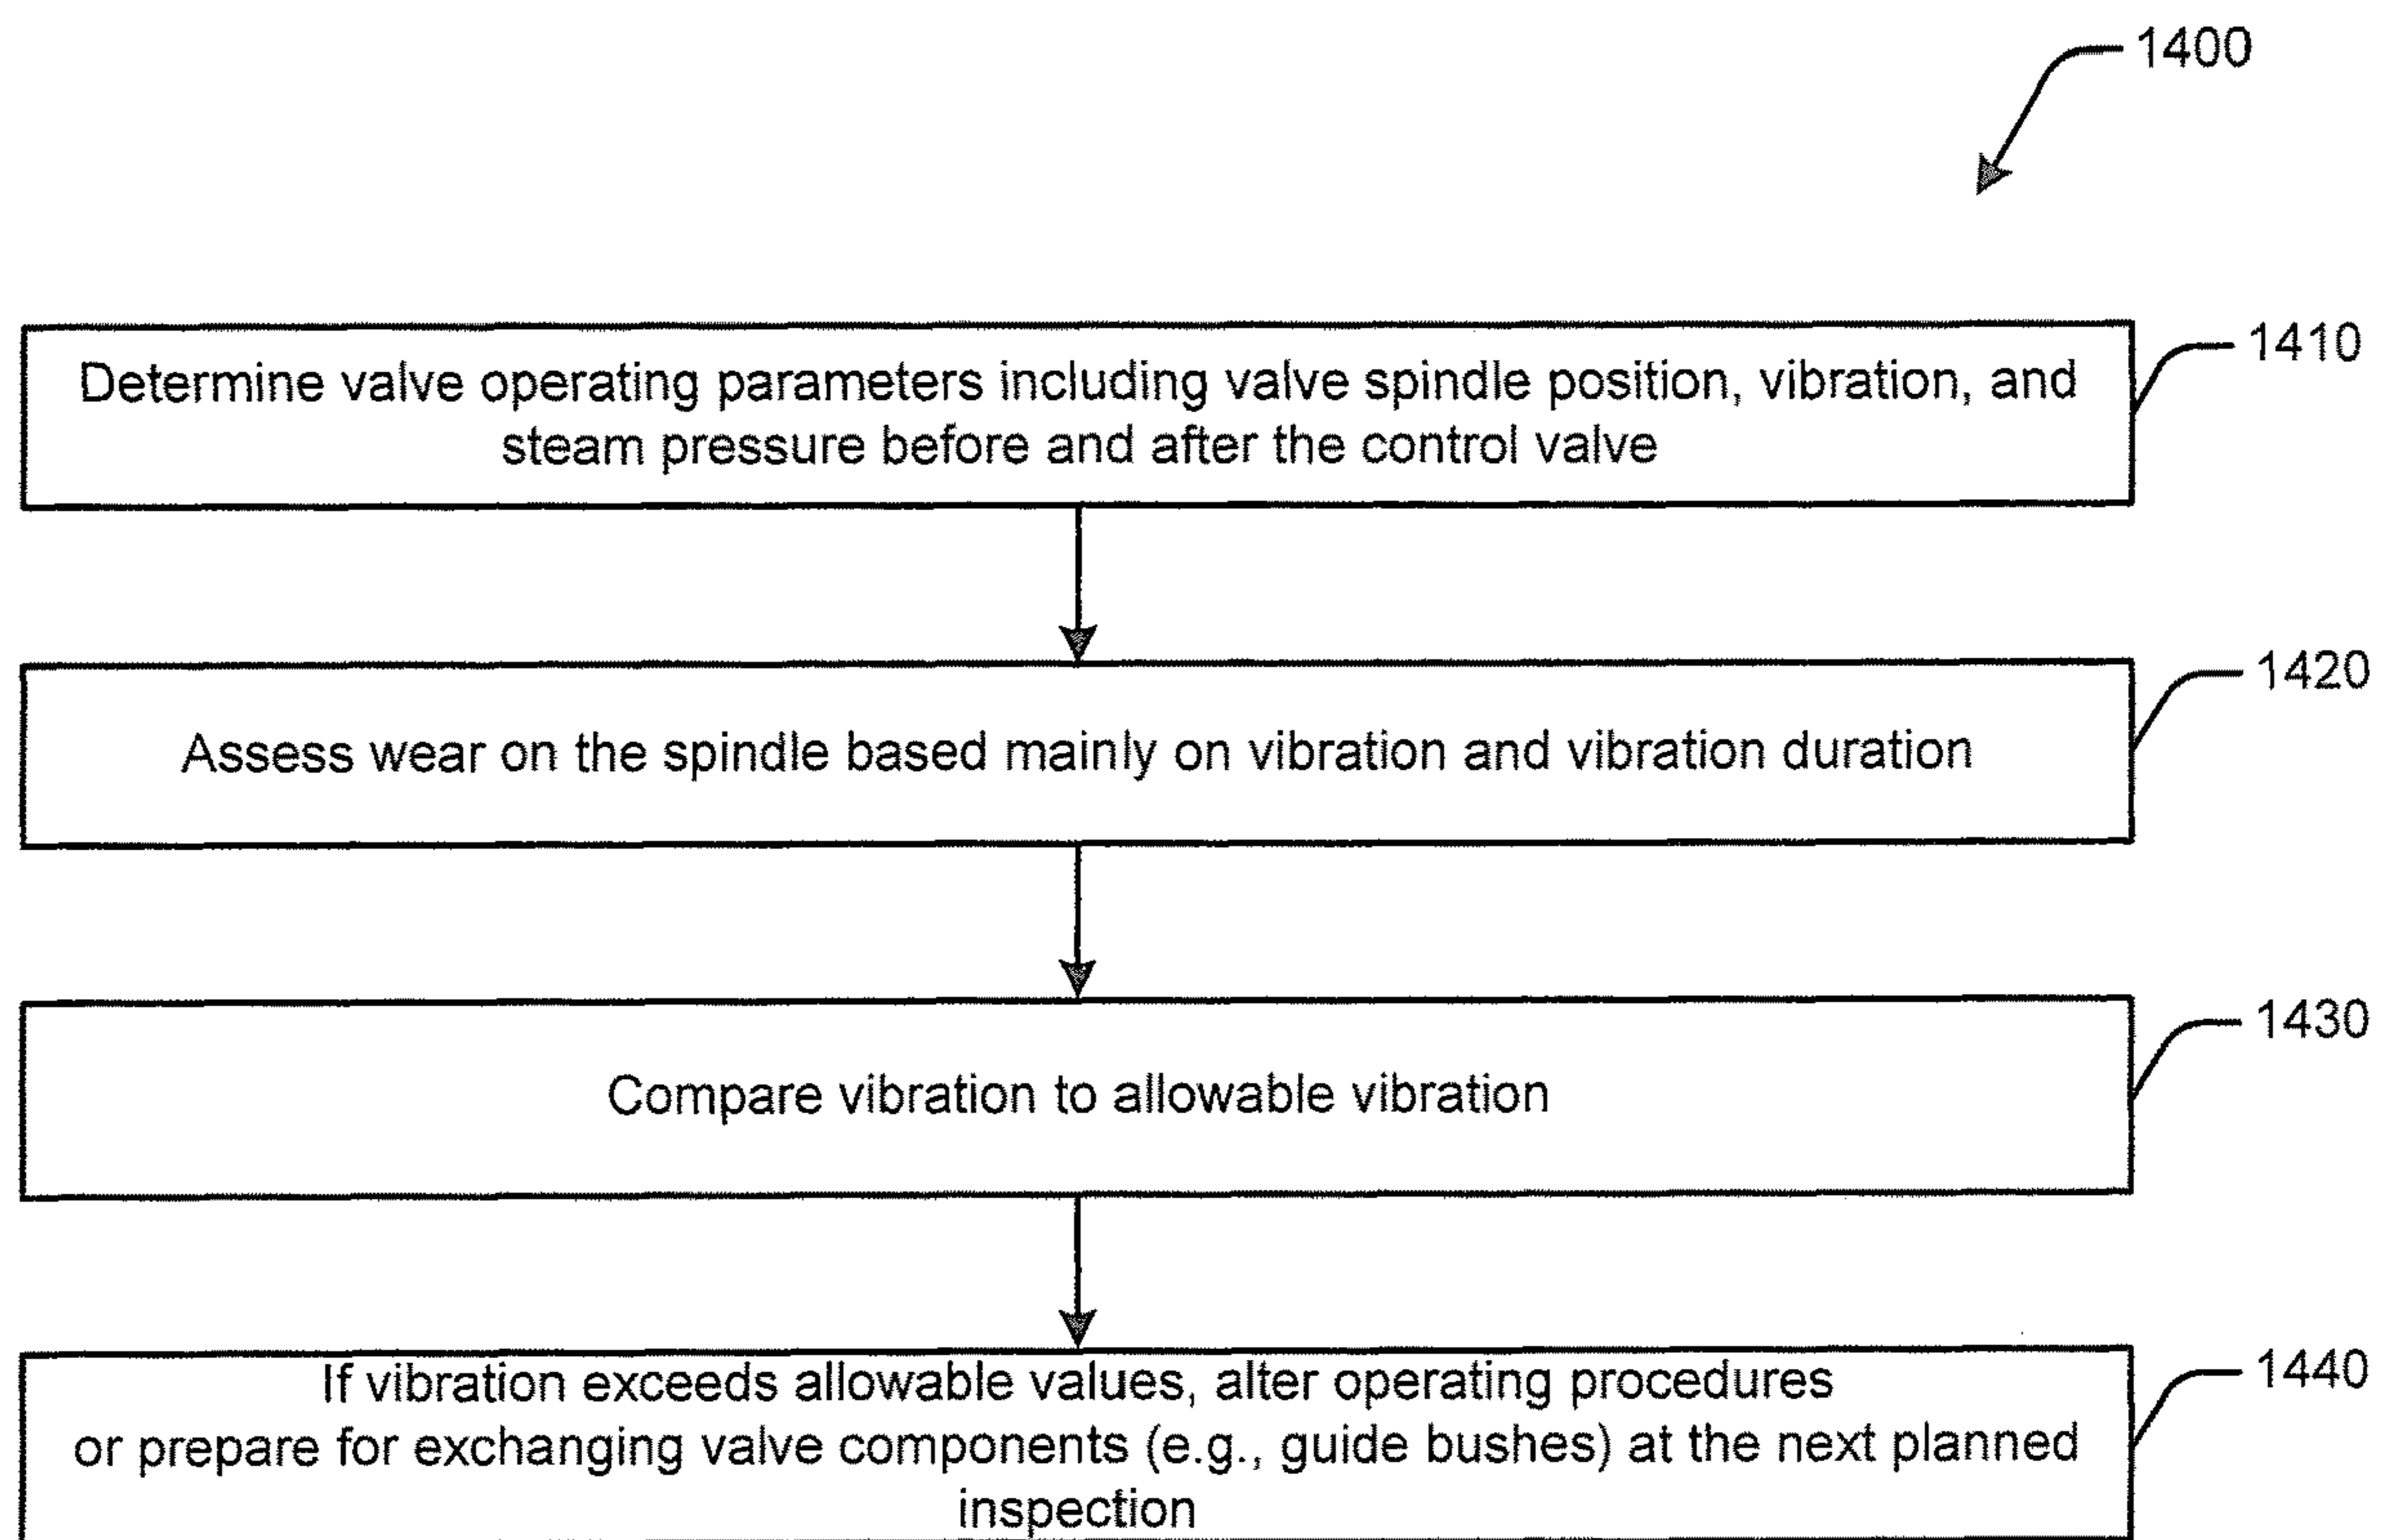 1400
Determine valve operating parameters including valve spindle position, vibration, and
steam pressure before and after the control valve
1410
Assess wear on the spindle based mainly on vibration and vibration duration
1420
Compare vibration to allowable vibration
1430
If vibration exceeds allowable values, alter operating procedures
or prepare for exchanging valve components (e.g., guide bushes) at the next planned
inspection
1440